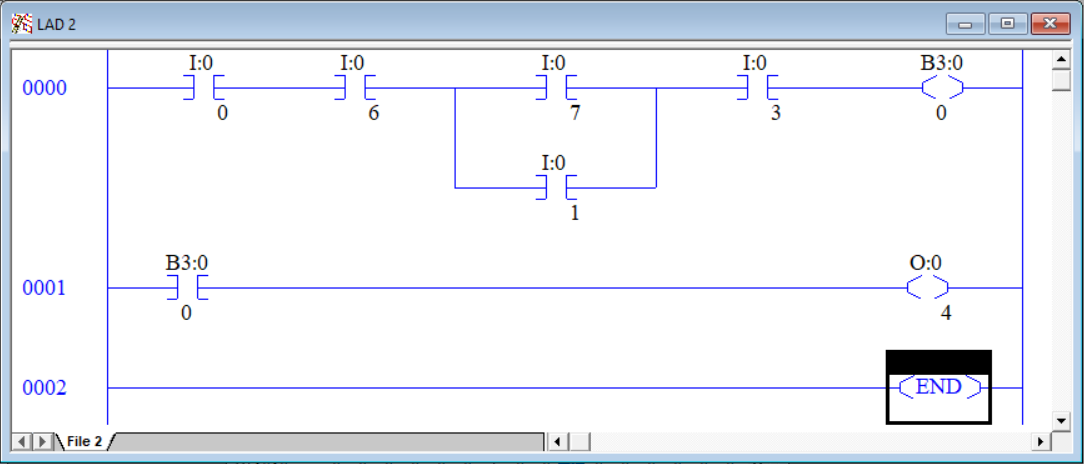 LAD 2
I:0 I:0 I:0 I:0 B3:0
0000
0 6 7 3 0
I:0
1
B3:0 O:0
0001
0 4
0002 END
File 2